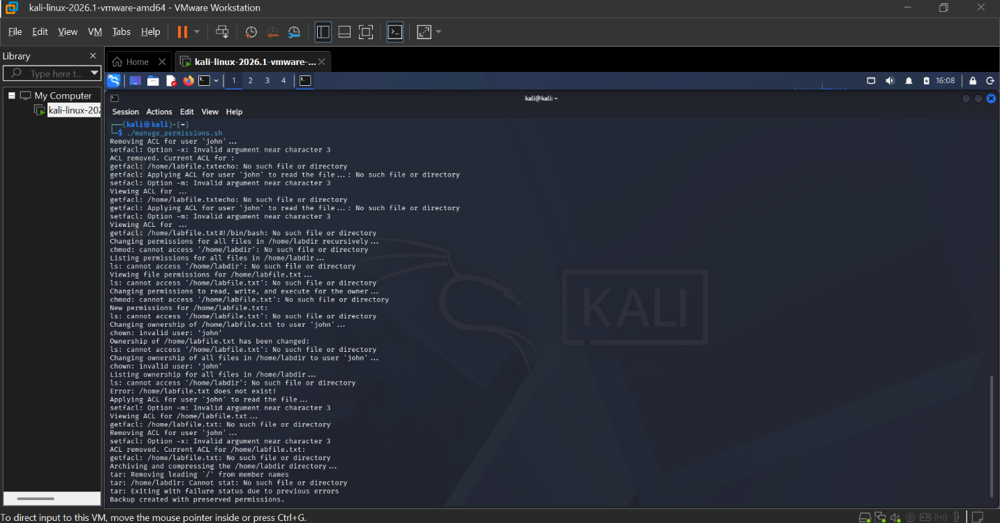 kali-linux-2026.1-vmware-amd64 - VMware Workstation
File Edit View VM Tabs Help
Library
Type here t...
My Computer
kali-linux-202
Home
kali-linux-2026.1-vmware-...
1 2 3 4
16:08
kali@kali: ~
Session Actions Edit View Help
┌──(kali㉿kali)-[~]
└─$ ./manage_permissions.sh
Removing ACL for user 'john'...
setfacl: Option -x: Invalid argument near character 3
ACL removed. Current ACL for :
getfacl: /home/labfile.txtecho: No such file or directory
getfacl: Applying ACL for user 'john' to read the file...: No such file or directory
setfacl: Option -m: Invalid argument near character 3
Viewing ACL for ...
getfacl: /home/labfile.txtecho: No such file or directory
getfacl: Applying ACL for user 'john' to read the file...: No such file or directory
setfacl: Option -m: Invalid argument near character 3
Viewing ACL for ...
getfacl: /home/labfile.txt#!/bin/bash: No such file or directory
Changing permissions for all files in /home/labdir recursively...
chmod: cannot access '/home/labdir': No such file or directory
Listing permissions for all files in /home/labdir...
ls: cannot access '/home/labdir': No such file or directory
Viewing file permissions for /home/labfile.txt...
ls: cannot access '/home/labfile.txt': No such file or directory
Changing permissions to read, write, and execute for the owner...
chmod: cannot access '/home/labfile.txt': No such file or directory
New permissions for /home/labfile.txt:
ls: cannot access '/home/labfile.txt': No such file or directory
Changing ownership of /home/labfile.txt to user 'john'...
chown: invalid user: ‘john’
Ownership of /home/labfile.txt has been changed:
ls: cannot access '/home/labfile.txt': No such file or directory
Changing ownership of all files in /home/labdir to user 'john'...
chown: invalid user: ‘john’
Listing ownership for all files in /home/labdir...
ls: cannot access '/home/labdir': No such file or directory
Error: /home/labfile.txt does not exist!
Applying ACL for user 'john' to read the file...
setfacl: Option -m: Invalid argument near character 3
Viewing ACL for /home/labfile.txt...
getfacl: /home/labfile.txt: No such file or directory
Removing ACL for user 'john'...
setfacl: Option -x: Invalid argument near character 3
ACL removed. Current ACL for /home/labfile.txt:
getfacl: /home/labfile.txt: No such file or directory
Archiving and compressing the /home/labdir directory...
tar: Removing leading `/' from member names
tar: /home/labdir: Cannot stat: No such file or directory
tar: Exiting with failure status due to previous errors
Backup created with preserved permissions.
KALI
To direct input to this VM, move the mouse pointer inside or press Ctrl+G.